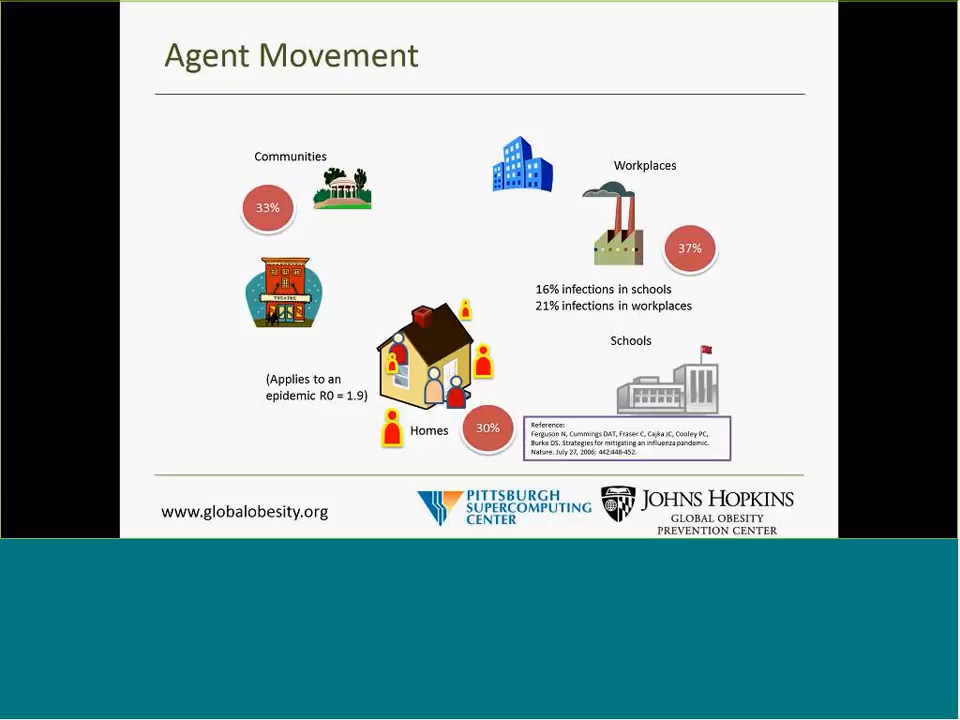 Agent Movement
Communities
33%
Workplaces
37%
THEATRE
16% infections in schools
21% infections in workplaces
Schools
(Applies to an
epidemic R0 = 1.9)
Homes
30%
Reference:
Ferguson N, Cummings DAT, Fraser C, Cajka JC, Cooley PC,
Burke DS. Strategies for mitigating an influenza pandemic.
Nature. July 27, 2006; 442:448-452.
www.globalobesity.org
PITTSBURGH
SUPERCOMPUTING
CENTER
JOHNS HOPKINS
GLOBAL OBESITY
PREVENTION CENTER